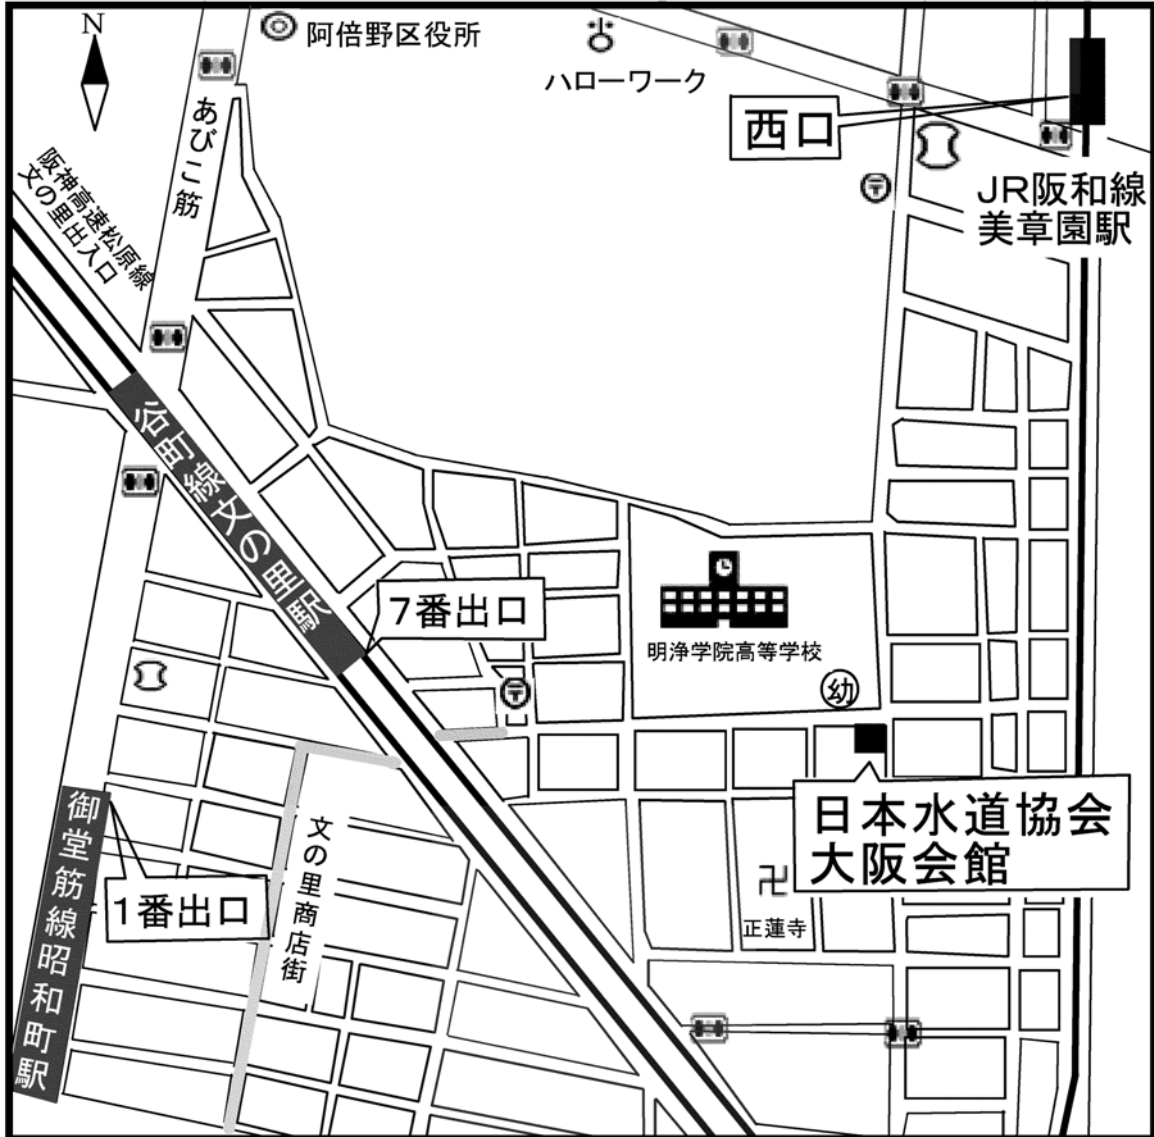 N
阿倍野区役所
ハローワーク
あびこ筋
西口
阪神高速松原線
文の里出入口
JR阪和線
美章園駅
谷町線文の里駅
7番出口
明浄学院高等学校
幼
日本水道協会
大阪会館
御堂筋線昭和町駅
1番出口
文の里商店街
卍
正蓮寺